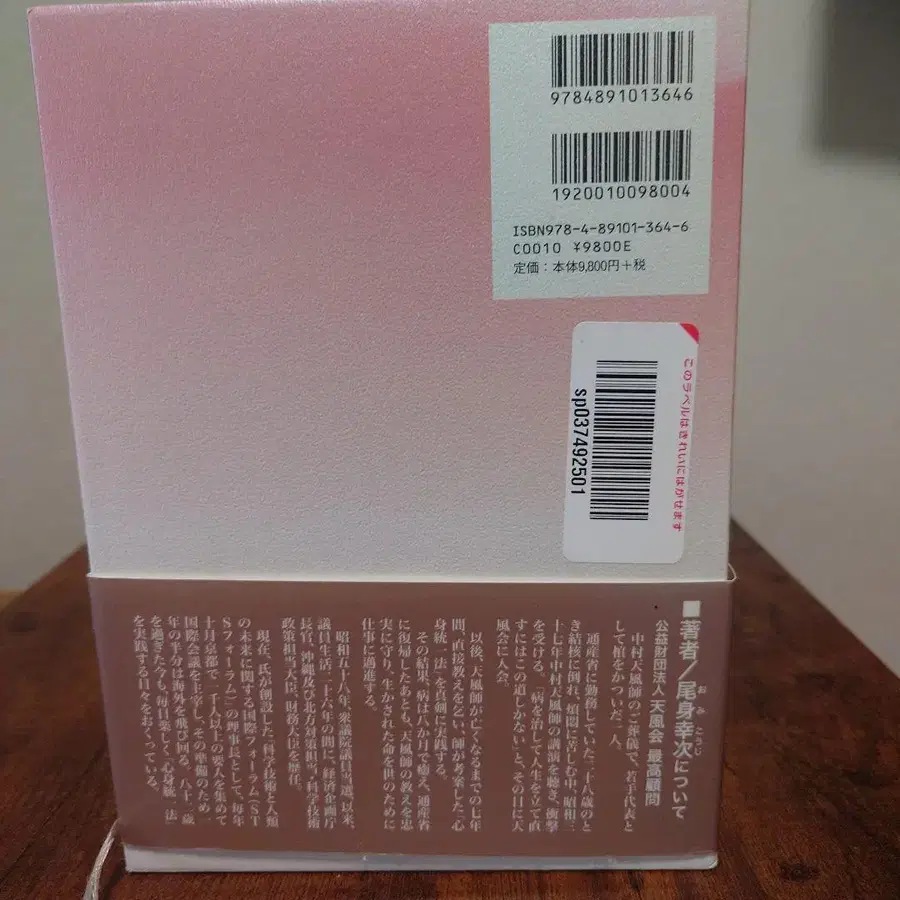 9784891013646
1920010098004
ISBN978-4-89101-364-6
C0010 ¥9800E
定価：本体9,800円＋税
このラベルはきれいにはがせます
sp037492501
■著者／尾身幸次について
おみこうじ
公益財団法人 天風会 最高顧問
中村天風師のご葬儀で、若手代表と
して棺をかついだ一人。
通産省に勤務していた二十八歳のと
き結核に倒れ、煩悶に苦しむ中、昭和三
十七年中村天風師の講演を聴き、衝撃
を受ける。「病を治して人生を立て直
すにはこの道しかない」と、その日に天
風会に入会。
以後、天風師が亡くなるまでの七年
間、直接教えを乞い、師が考案した「心
身統一法」を真剣に実践する。
その結果、病は八か月で癒え、通産省
に復帰したあとも、天風師の教えを忠
実に守り、生かされた命を世のために
仕事に邁進する。
昭和五十八年、衆議院議員当選、以来、
議員生活二十六年の間に、経済企画庁
長官、沖縄及び北方対策担当・科学技術
政策担当大臣、財務大臣を歴任。
現在、氏が創設した「科学技術と人類
の未来に関する国際フォーラム（ST
Sフォーラム）」の理事長として、毎年
十月京都で一千人以上の要人を集める
国際会議を主宰し、その準備のため一
年の半分は海外を飛び回る。八十一歳
を過ぎた今も、毎日楽しく「心身統一法」
を実践する日々をおくっている。